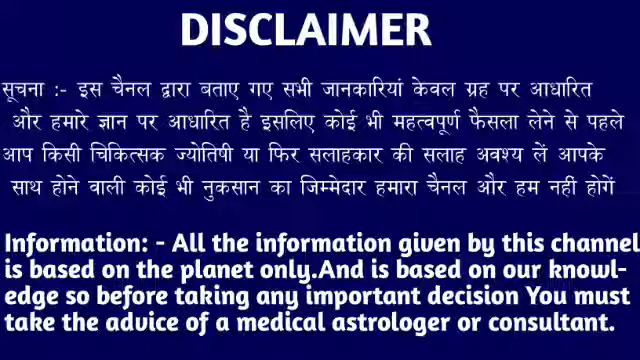 DISCLAIMER
सूचना :- इस चैनल द्वारा बताए गए सभी जानकारियां केवल ग्रह पर आधारित
और हमारे ज्ञान पर आधारित है इसलिए कोई भी महत्वपूर्ण फैसला लेने से पहले
आप किसी चिकित्सक ज्योतिषी या फिर सलाहकार की सलाह अवश्य लें आपके
साथ होने वाली कोई भी नुकसान का जिम्मेदार हमारा चैनल और हम नहीं होगें
Information: - All the information given by this channel
is based on the planet only.And is based on our knowl-
edge so before taking any important decision You must
take the advice of a medical astrologer or consultant.